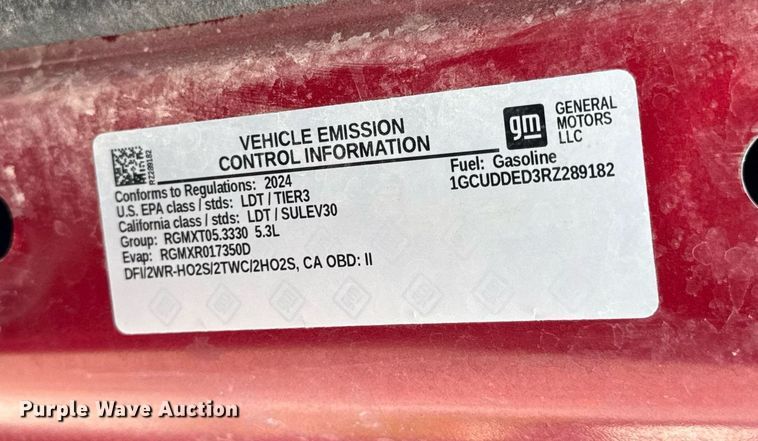 RZ289182
VEHICLE EMISSION
CONTROL INFORMATION
gm
GENERAL
MOTORS
LLC
Conforms to Regulations: 2024
U.S. EPA class / stds: LDT / TIER3
California class / stds: LDT / SULEV30
Group: RGMXT05.3330 5.3L
Evap: RGMXR017350D
DFI/2WR-HO2S/2TWC/2HO2S, CA OBD: II
Fuel: Gasoline
1GCUDDED3RZ289182
Purple Wave Auction